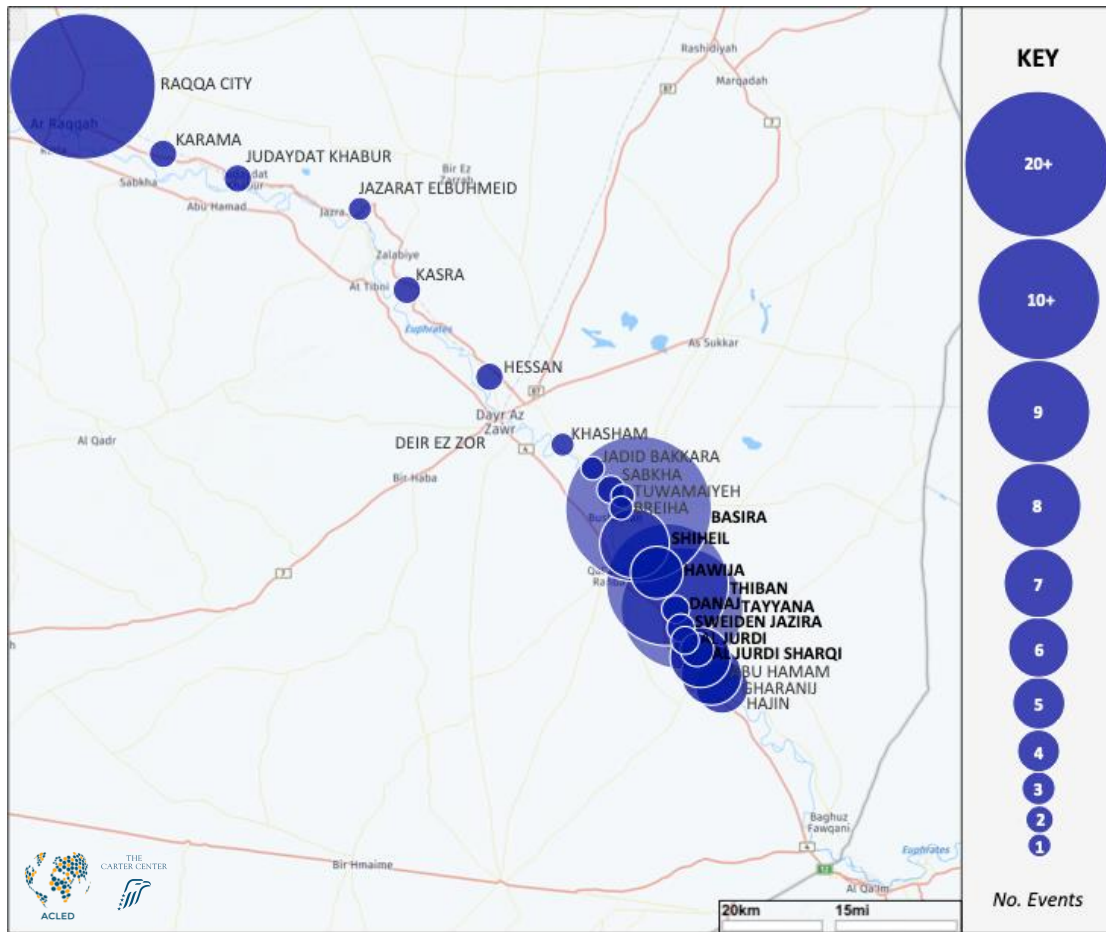 RAQQA CITY
Ar Raqqah
KARAMA
Sabkha
JUDAYDAT KHABUR
Abu Hamad
JAZARAT ELBUHMEID
Jazra
Bir Ez
Zarrab
Rashidiyah
Marqadah
7
Zalabiye
At Tibni
KASRA
Euphrates
HESSAN
As Sukkar
Dayr Az
Zawr
DEIR EZ ZOR
4
Al Qadr
Bir Haba
KHASHAM
JADID BAKKARA
SABKHA
TUWAMAIYEH
BREIHA
BASIRA
SHIHEIL
HAWIJA
THIBAN
7
DANAJ
TAYYANA
SWEIDEN JAZIRA
AL JURDI
AL JURDI SHARQI
ABU HAMAM
GHARANIJ
HAJIN
Baghuz
Fawqani
4
Euphrates
Bir Hmaime
Al Qa'im
ACLED
THE
CARTER CENTER
20km
15mi
KEY
20+
10+
9
8
7
6
5
4
3
2
1
No. Events